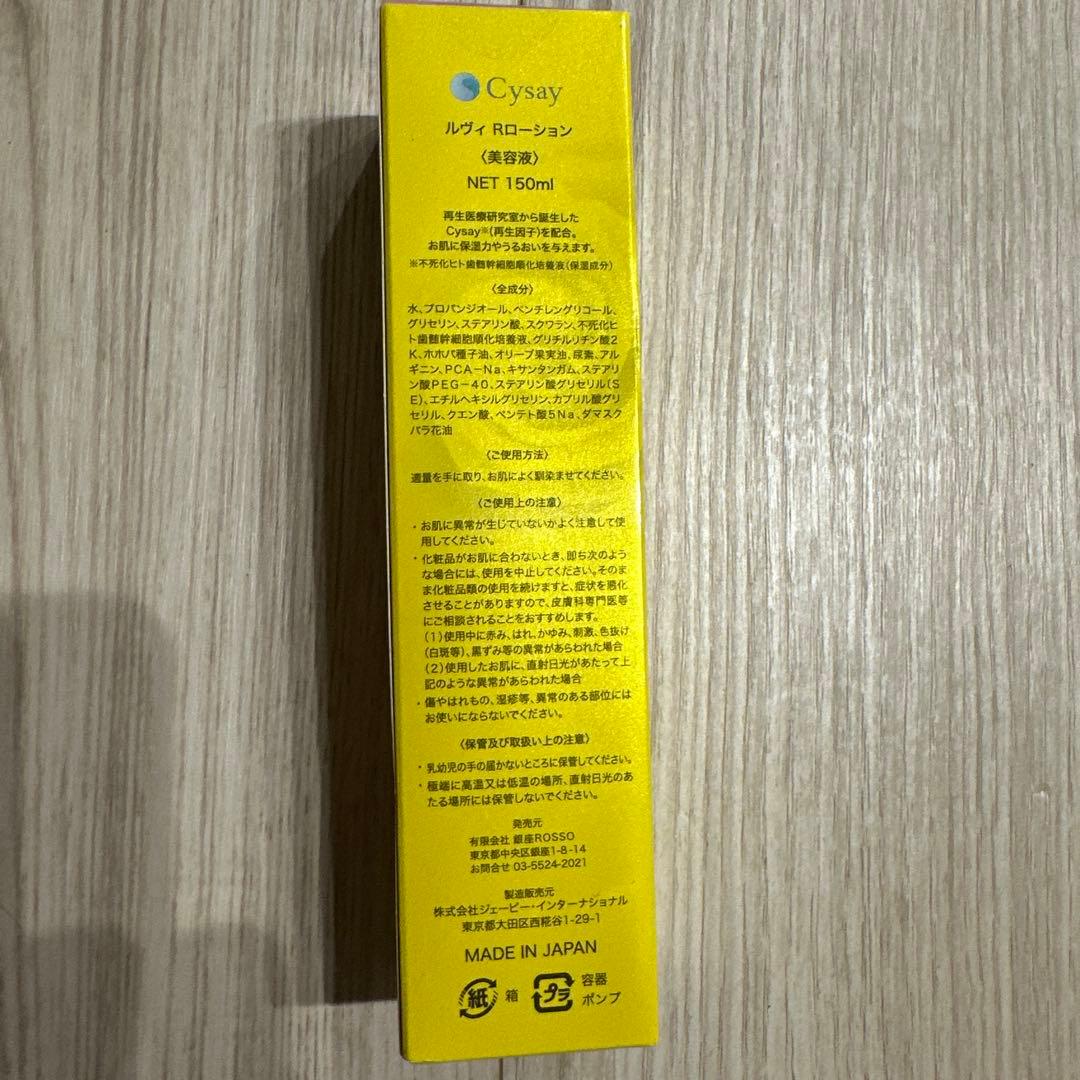 Cysay
ルヴィ Rローション
〈美容液〉
NET 150ml
再生医療研究室から誕生した
Cysay※(再生因子)を配合。
お肌に保湿力やうるおいを与えます。
※不死化ヒト歯髄幹細胞順化培養液(保湿成分)
〈全成分〉
水、プロパンジオール、ペンチレングリコール、
グリセリン、ステアリン酸、スクワラン、不死化ヒ
ト歯髄幹細胞順化培養液、グリチルリチン酸2
K、ホホバ種子油、オリーブ果実油、尿素、アル
ギニン、PCA-Na、キサンタンガム、ステアリ
ン酸PEG-40、ステアリン酸グリセリル(S
E)、エチルヘキシルグリセリン、カプリル酸グリ
セリル、クエン酸、ペンテト酸5Na、ダマスク
バラ花油
〈ご使用方法〉
適量を手に取り、お肌によく馴染ませてください。
〈ご使用上の注意〉
・お肌に異常が生じていないかよく注意して使
用してください。
・化粧品がお肌に合わないとき、即ち次のよう
な場合には、使用を中止してください。そのま
ま化粧品類の使用を続けますと、症状を悪化
させることがありますので、皮膚科専門医等
にご相談されることをおすすめします。
(1)使用中に赤み、はれ、かゆみ、刺激、色抜け
(白斑等)、黒ずみ等の異常があらわれた場合
(2)使用したお肌に、直射日光があたって上
記のような異常があらわれた場合
・傷やはれもの、湿疹等、異常のある部位には
お使いにならないでください。
〈保管及び取扱い上の注意〉
・乳幼児の手の届かないところに保管してください。
・極端に高温又は低温の場所、直射日光のあ
たる場所には保管しないでください。
発売元
有限会社 銀座ROSSO
東京都中央区銀座1-8-14
お問合せ 03-5524-2021
製造販売元
株式会社ジェービー・インターナショナル
東京都大田区西糀谷1-29-1
MADE IN JAPAN
紙 箱 プラ 容器
ポンプ